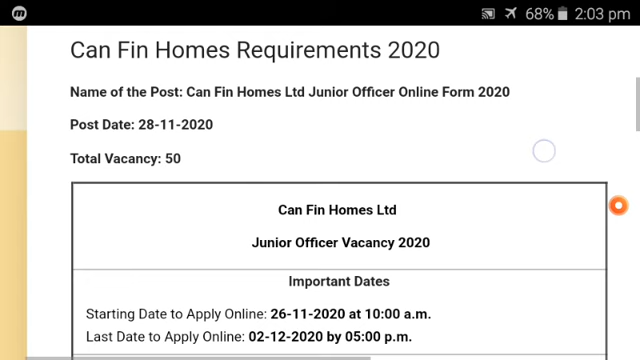 68% 2:03 pm
Can Fin Homes Requirements 2020
Name of the Post: Can Fin Homes Ltd Junior Officer Online Form 2020
Post Date: 28-11-2020
Total Vacancy: 50
Can Fin Homes Ltd
Junior Officer Vacancy 2020
Important Dates
Starting Date to Apply Online: 26-11-2020 at 10:00 a.m.
Last Date to Apply Online: 02-12-2020 by 05:00 p.m.